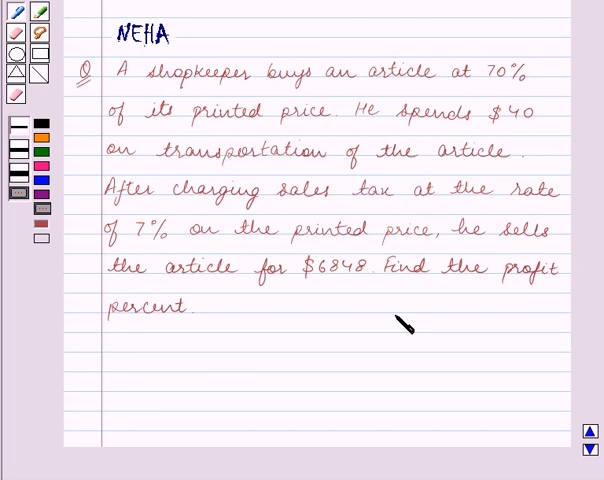 NEHA
Q A shopkeeper buys an article at 70%
of its printed price. He spends $40
on transportation of the article.
After charging sales tax at the rate
of 7% on the printed price, he sells
the article for $6848. Find the profit
percent.